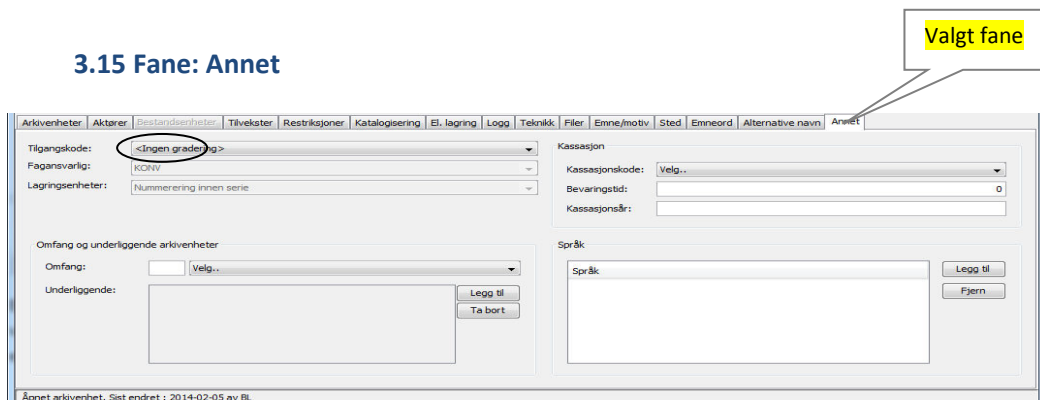 Valgt fane
3.15 Fane: Annet
Arkivenheter Aktører Bestandsenheter Tilvekster Restriksjoner Katalogisering El. lagring Logg Teknikk Filer Emne/motiv Sted Emneord Alternative navn Annet
Tilgangskode: <Ingen gradering>
Fagansvarlig: KONV
Lagringsenheter: Nummerering innen serie
Kassasjon
Kassasjonskode: Velg..
Bevaringstid: 0
Kassasjonsår:
Omfang og underliggende arkivenheter
Omfang: Velg..
Underliggende:
Legg til
Ta bort
Språk
Språk
Legg til
Fjern
Åpnet arkivenhet. Sist endret : 2014-02-05 av BL